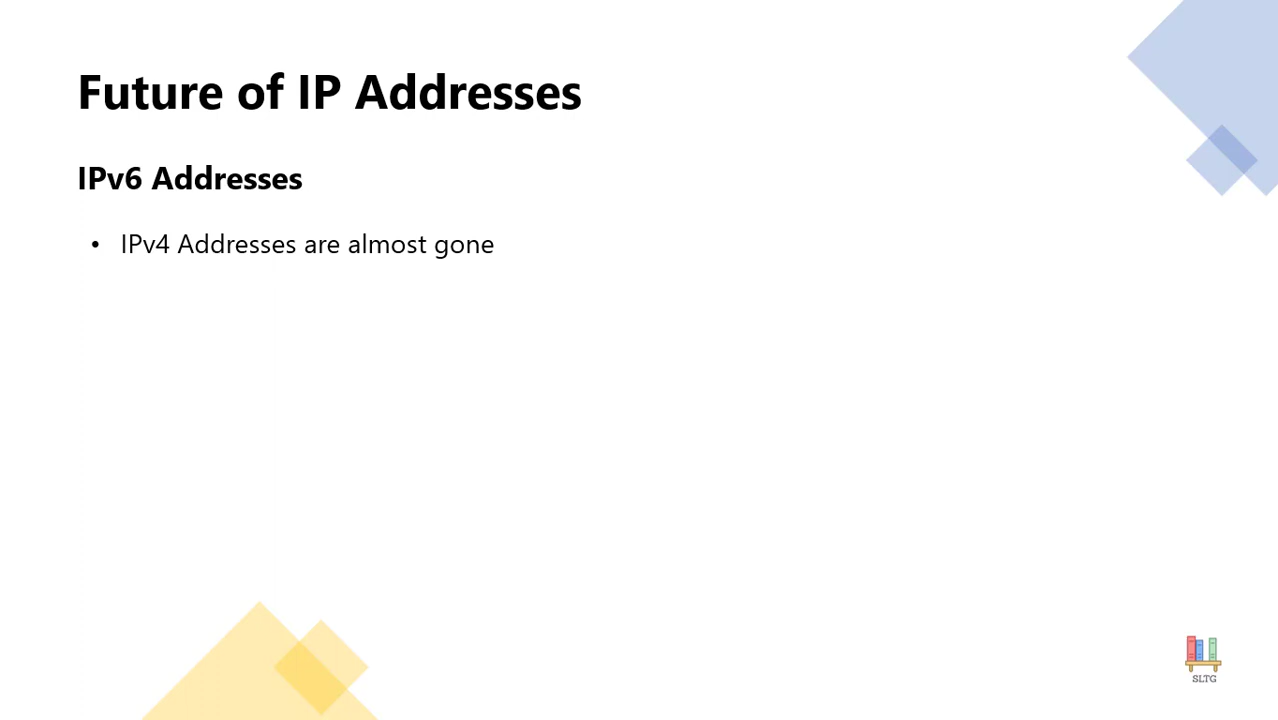 Future of IP Addresses
IPv6 Addresses
• IPv4 Addresses are almost gone
SLTG